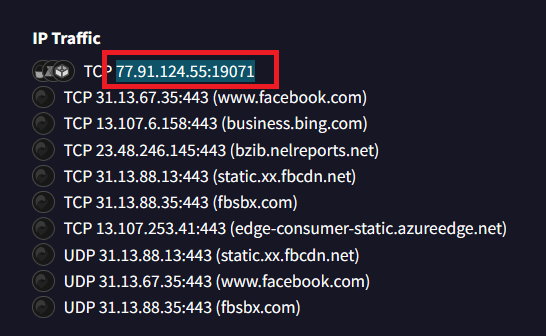 IP Traffic
TCP 77.91.124.55:19071
TCP 31.13.67.35:443 (www.facebook.com)
TCP 13.107.6.158:443 (business.bing.com)
TCP 23.48.246.145:443 (bzib.nelreports.net)
TCP 31.13.88.13:443 (static.xx.fbcdn.net)
TCP 31.13.88.35:443 (fbsbx.com)
TCP 13.107.253.41:443 (edge-consumer-static.azureedge.net)
UDP 31.13.88.13:443 (static.xx.fbcdn.net)
UDP 31.13.67.35:443 (www.facebook.com)
UDP 31.13.88.35:443 (fbsbx.com)